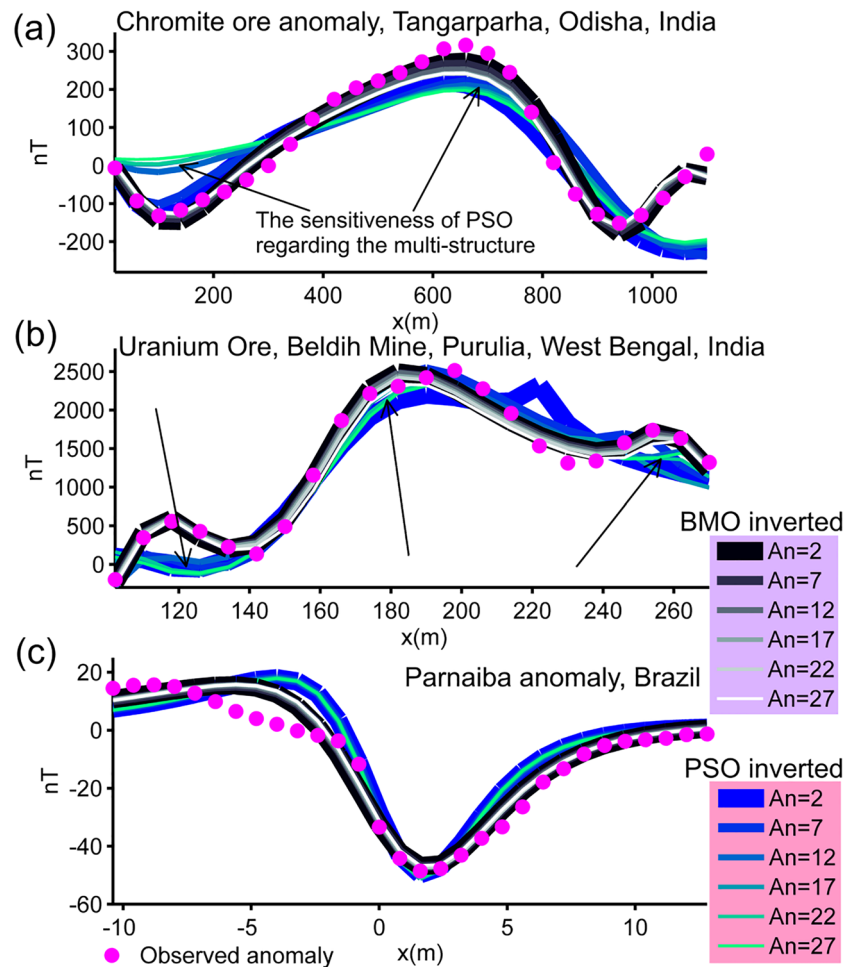 (a)
Chromite ore anomaly, Tangarparha, Odisha, India
300
200
100
0
-100
-200
nT
The sensitiveness of PSO
regarding the multi-structure
200 400 600 800 1000
x(m)
(b)
Uranium Ore, Beldih Mine, Purulia, West Bengal, India
2500
2000
1500
1000
500
0
nT
120 140 160 180 200 220 240 260
x(m)
BMO inverted
An=2
An=7
An=12
An=17
An=22
An=27
(c)
Parnaiba anomaly, Brazil
20
0
-20
-40
-60
nT
-10 -5 0 5 10
x(m)
PSO inverted
An=2
An=7
An=12
An=17
An=22
An=27
Observed anomaly